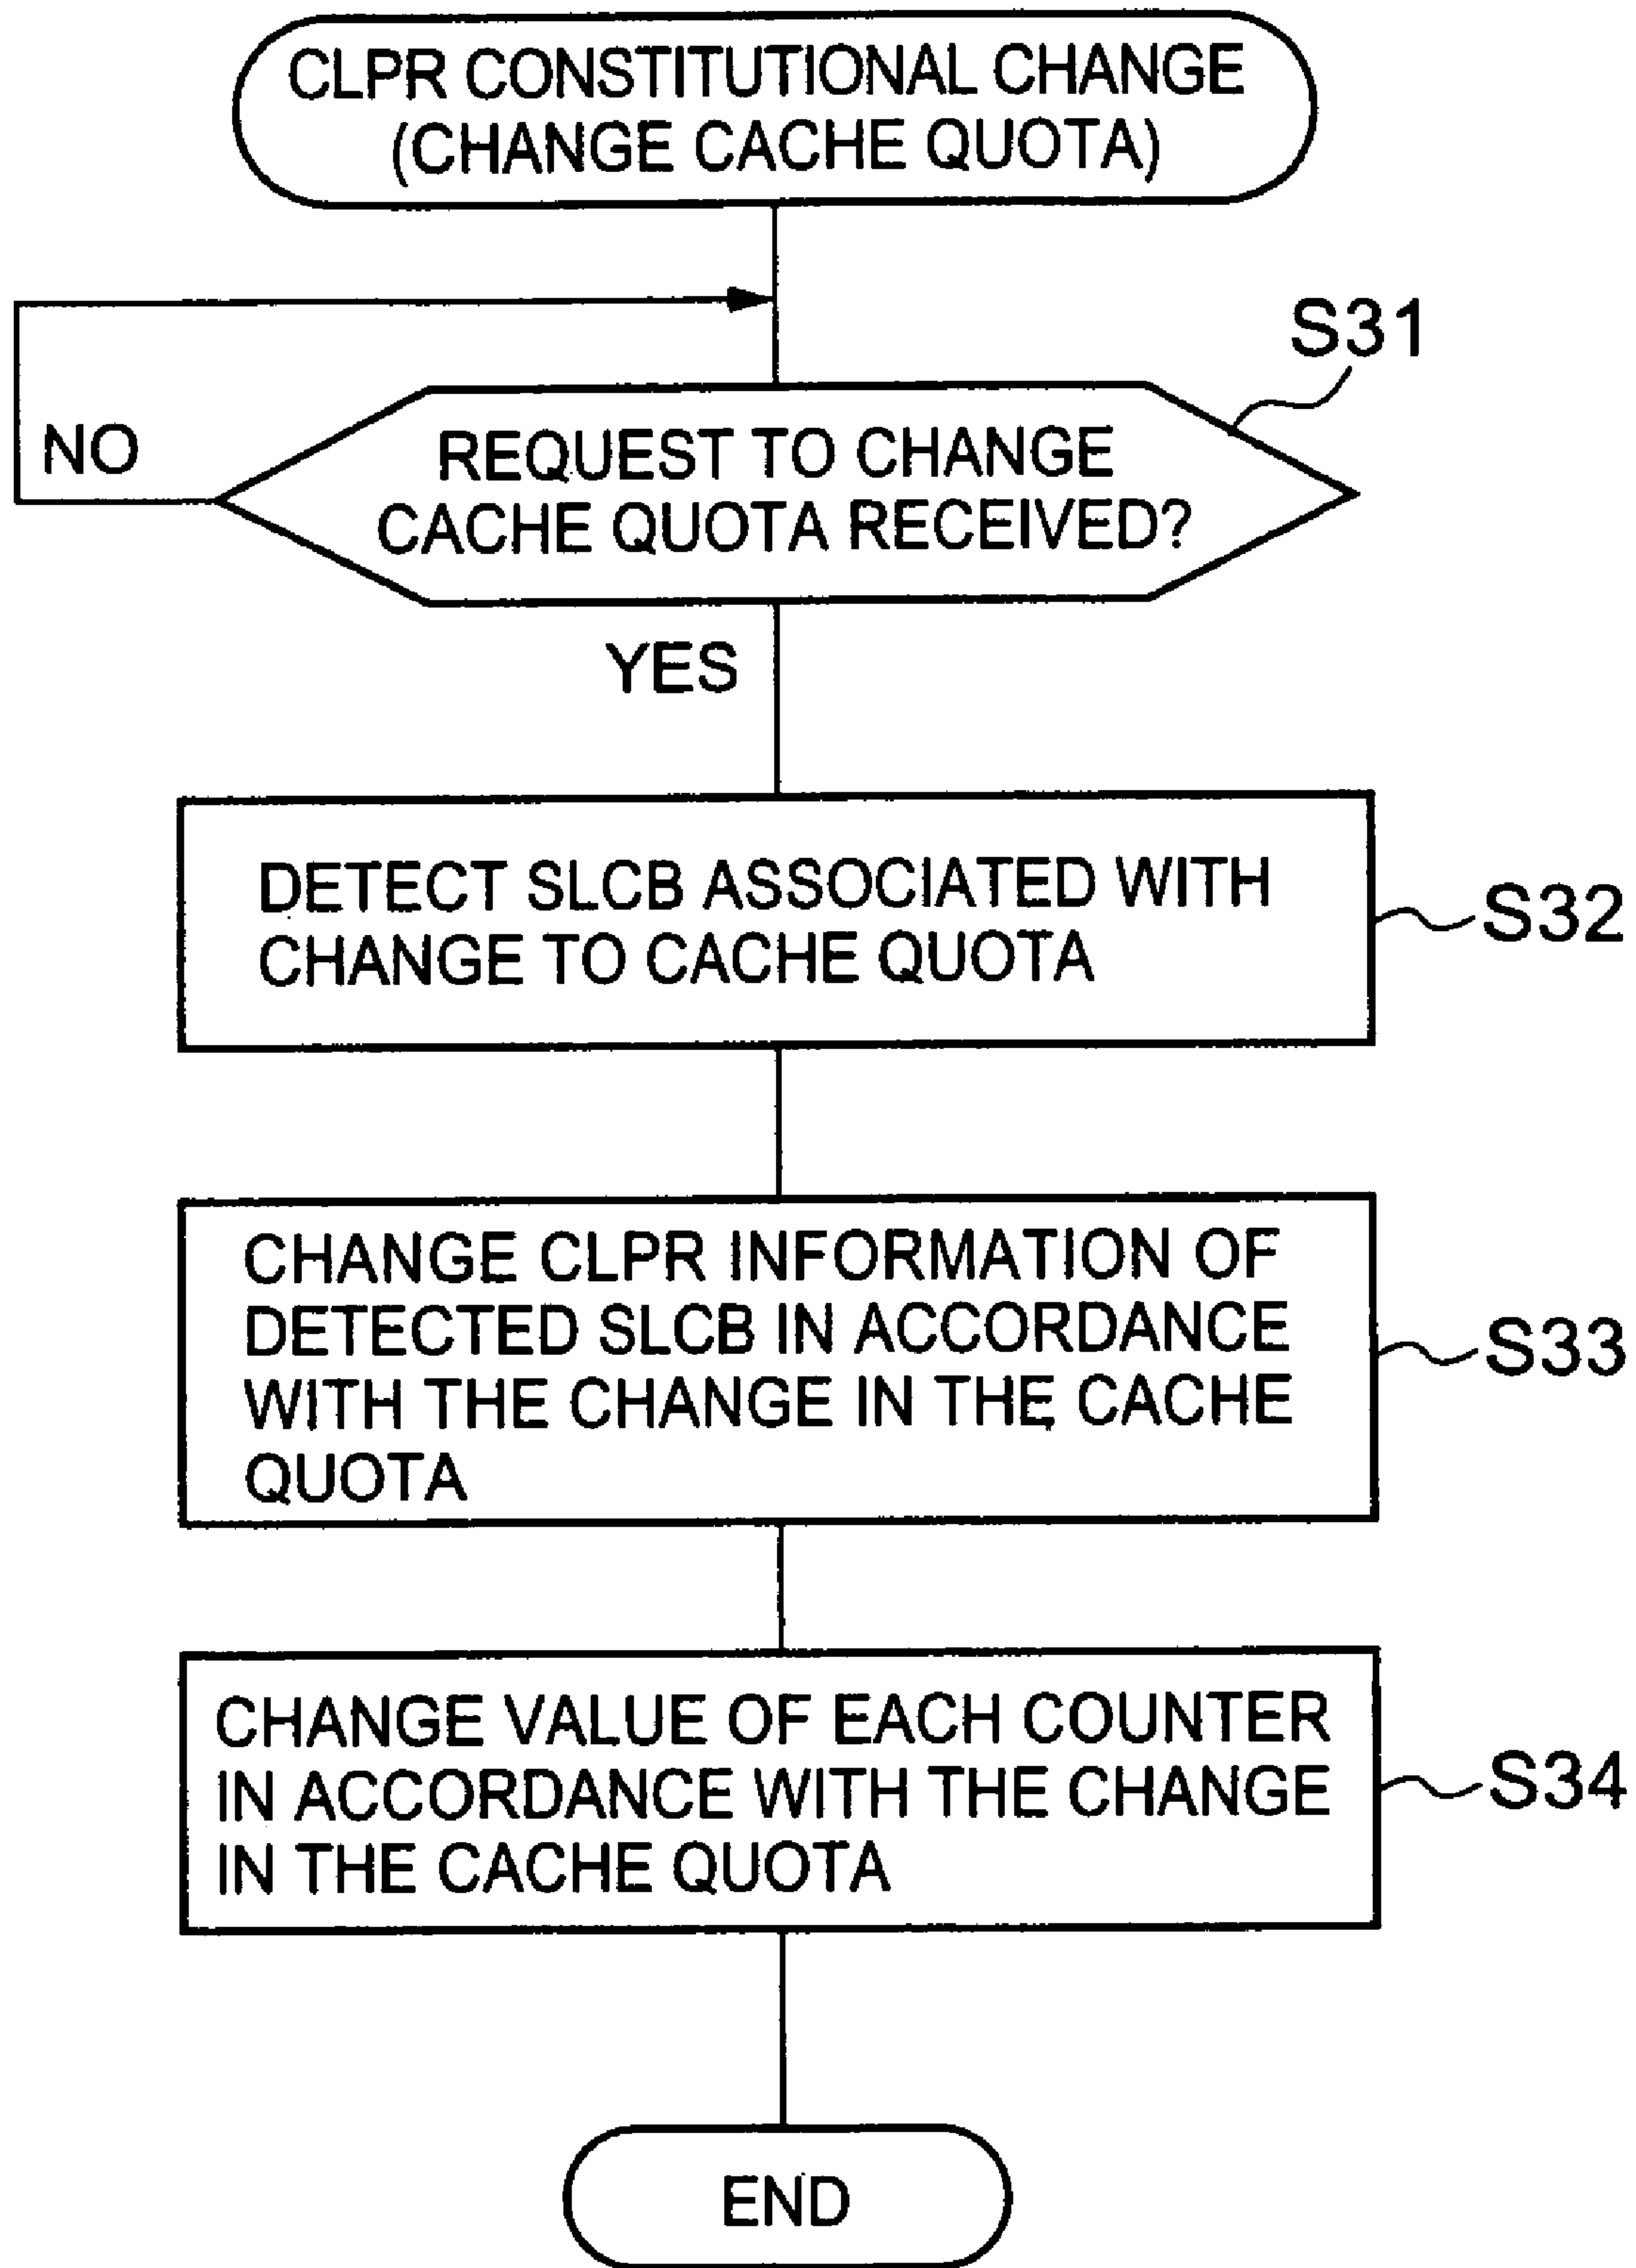 CLPR CONSTITUTIONAL CHANGE
(CHANGE CACHE QUOTA)
S31
NO
REQUEST TO CHANGE
CACHE QUOTA RECEIVED?
YES
DETECT SLCB ASSOCIATED WITH
CHANGE TO CACHE QUOTA
S32
CHANGE CLPR INFORMATION OF
DETECTED SLCB IN ACCORDANCE
WITH THE CHANGE IN THE CACHE
QUOTA
S33
CHANGE VALUE OF EACH COUNTER
IN ACCORDANCE WITH THE CHANGE
IN THE CACHE QUOTA
S34
END